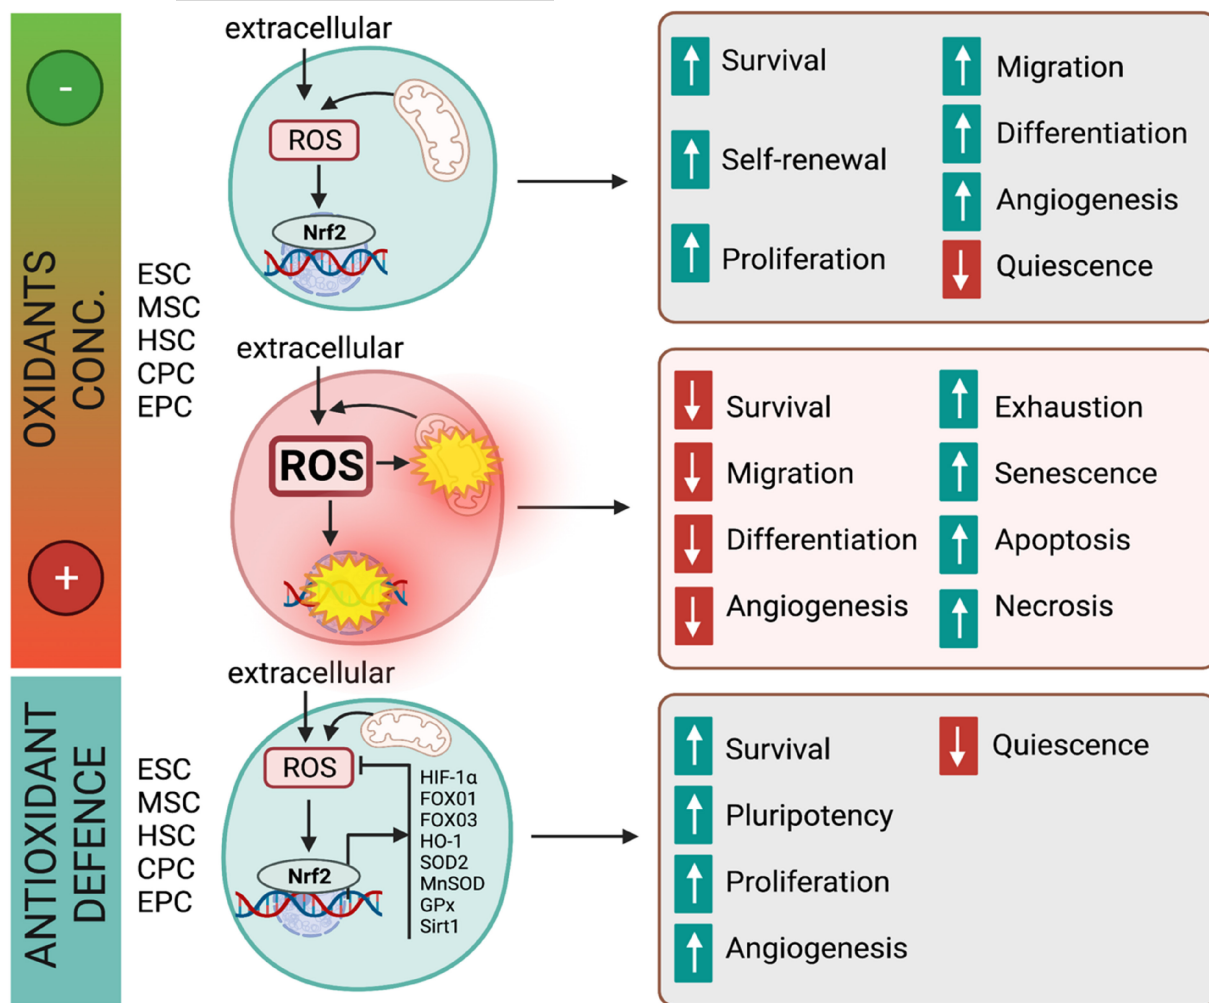 OXIDANTS
CONC.
-
+
ESC
MSC
HSC
CPC
EPC
extracellular
ROS
Nrf2
Survival
Self-renewal
Proliferation
Migration
Differentiation
Angiogenesis
Quiescence
extracellular
ROS
Survival
Migration
Differentiation
Angiogenesis
Exhaustion
Senescence
Apoptosis
Necrosis
ANTIOXIDANT
DEFENCE
ESC
MSC
HSC
CPC
EPC
extracellular
ROS
Nrf2
HIF-1α
FOX01
FOX03
HO-1
SOD2
MnSOD
GPx
Sirt1
Survival
Pluripotency
Proliferation
Angiogenesis
Quiescence